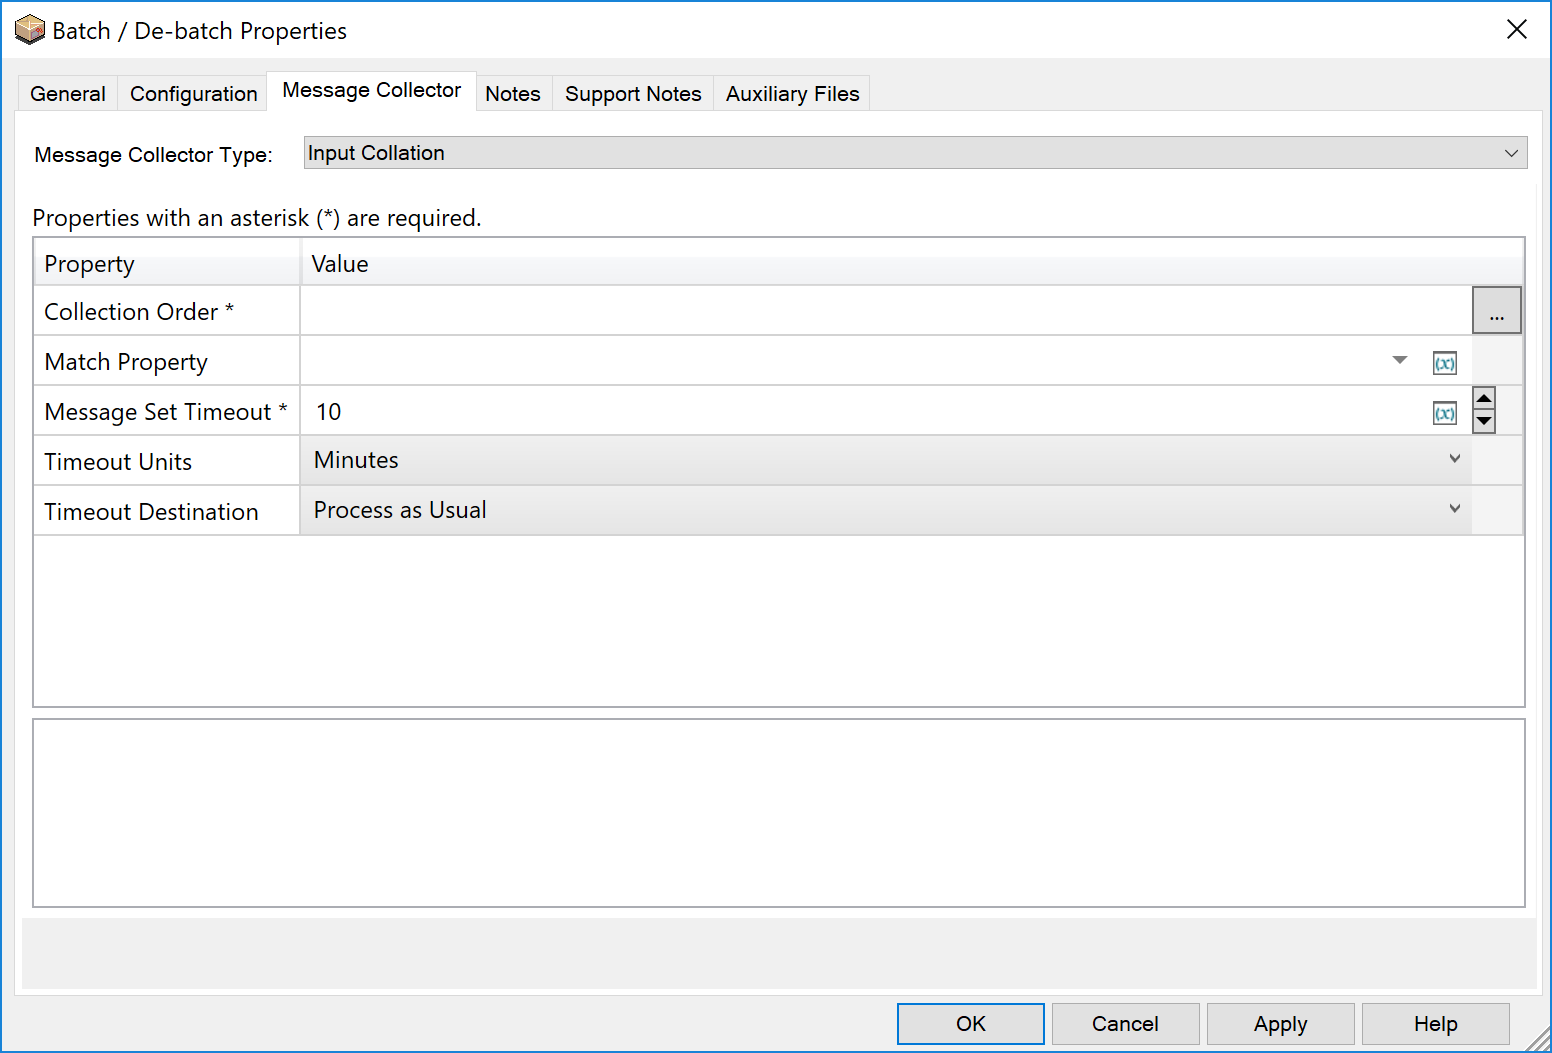 Batch / De-batch Properties
General Configuration Message Collector Notes Support Notes Auxiliary Files
Message Collector Type: Input Collation
Properties with an asterisk (*) are required.
Property Value
Collection Order * ...
Match Property (x)
Message Set Timeout * 10 (x)
Timeout Units Minutes
Timeout Destination Process as Usual
OK Cancel Apply Help